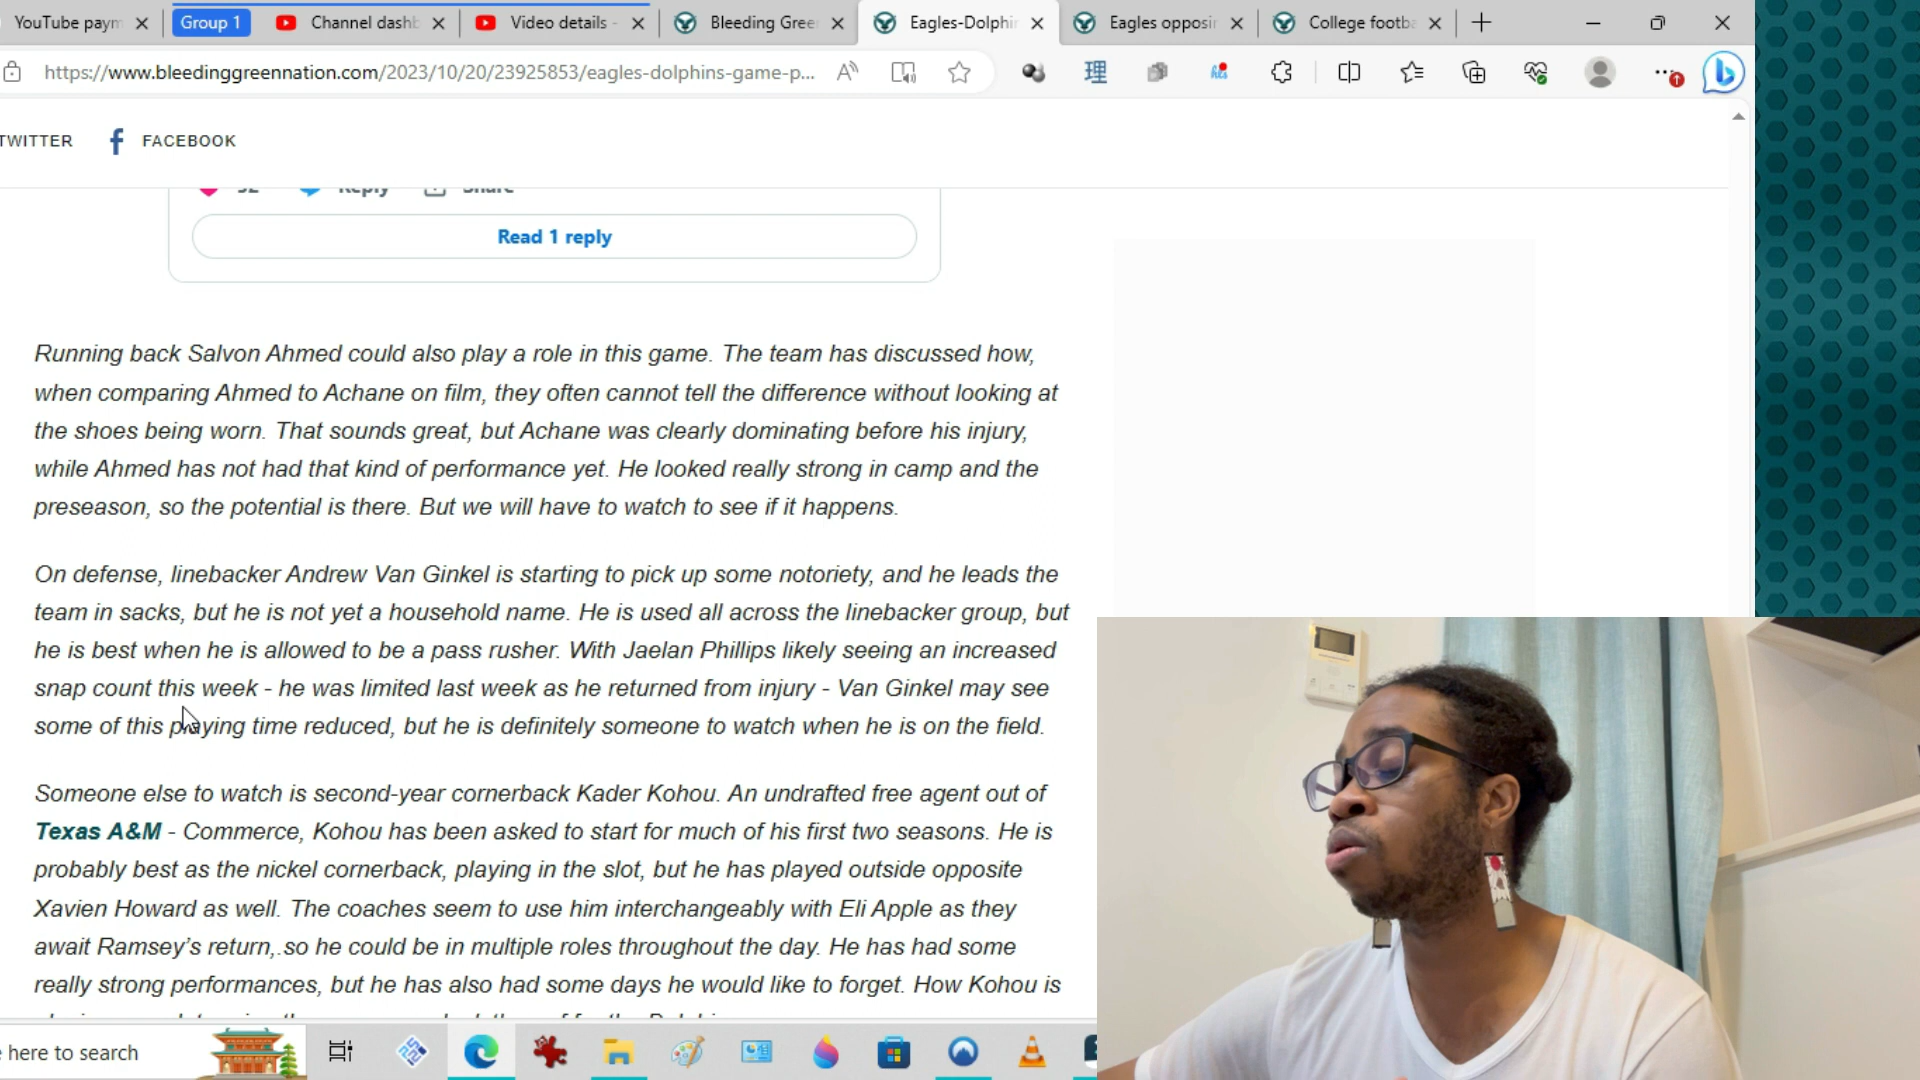 YouTube paym
Group 1
Channel dashb
Video details -
Bleeding Gree
Eagles-Dolphi
Eagles opposi
College footba
https://www.bleedinggreennation.com/2023/10/20/23925853/eagles-dolphins-game-p...
理
hls
TWITTER
FACEBOOK
Reply
Share
Read 1 reply
Running back Salvon Ahmed could also play a role in this game. The team has discussed how,
when comparing Ahmed to Achane on film, they often cannot tell the difference without looking at
the shoes being worn. That sounds great, but Achane was clearly dominating before his injury,
while Ahmed has not had that kind of performance yet. He looked really strong in camp and the
preseason, so the potential is there. But we will have to watch to see if it happens.
On defense, linebacker Andrew Van Ginkel is starting to pick up some notoriety, and he leads the
team in sacks, but he is not yet a household name. He is used all across the linebacker group, but
he is best when he is allowed to be a pass rusher. With Jaelan Phillips likely seeing an increased
snap count this week - he was limited last week as he returned from injury - Van Ginkel may see
some of this playing time reduced, but he is definitely someone to watch when he is on the field.
Someone else to watch is second-year cornerback Kader Kohou. An undrafted free agent out of
Texas A&M - Commerce, Kohou has been asked to start for much of his first two seasons. He is
probably best as the nickel cornerback, playing in the slot, but he has played outside opposite
Xavien Howard as well. The coaches seem to use him interchangeably with Eli Apple as they
await Ramsey's return,.so he could be in multiple roles throughout the day. He has had some
really strong performances, but he has also had some days he would like to forget. How Kohou is
here to search